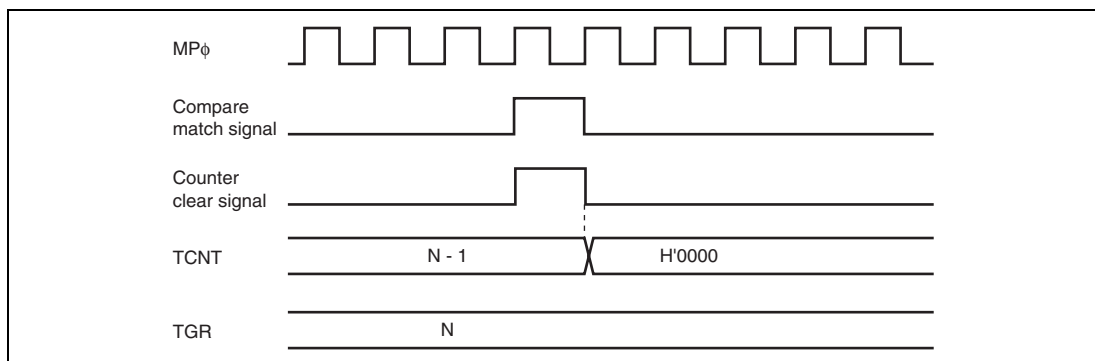 MPϕ
Compare
match signal
Counter
clear signal
TCNT
N - 1
H'0000
TGR
N